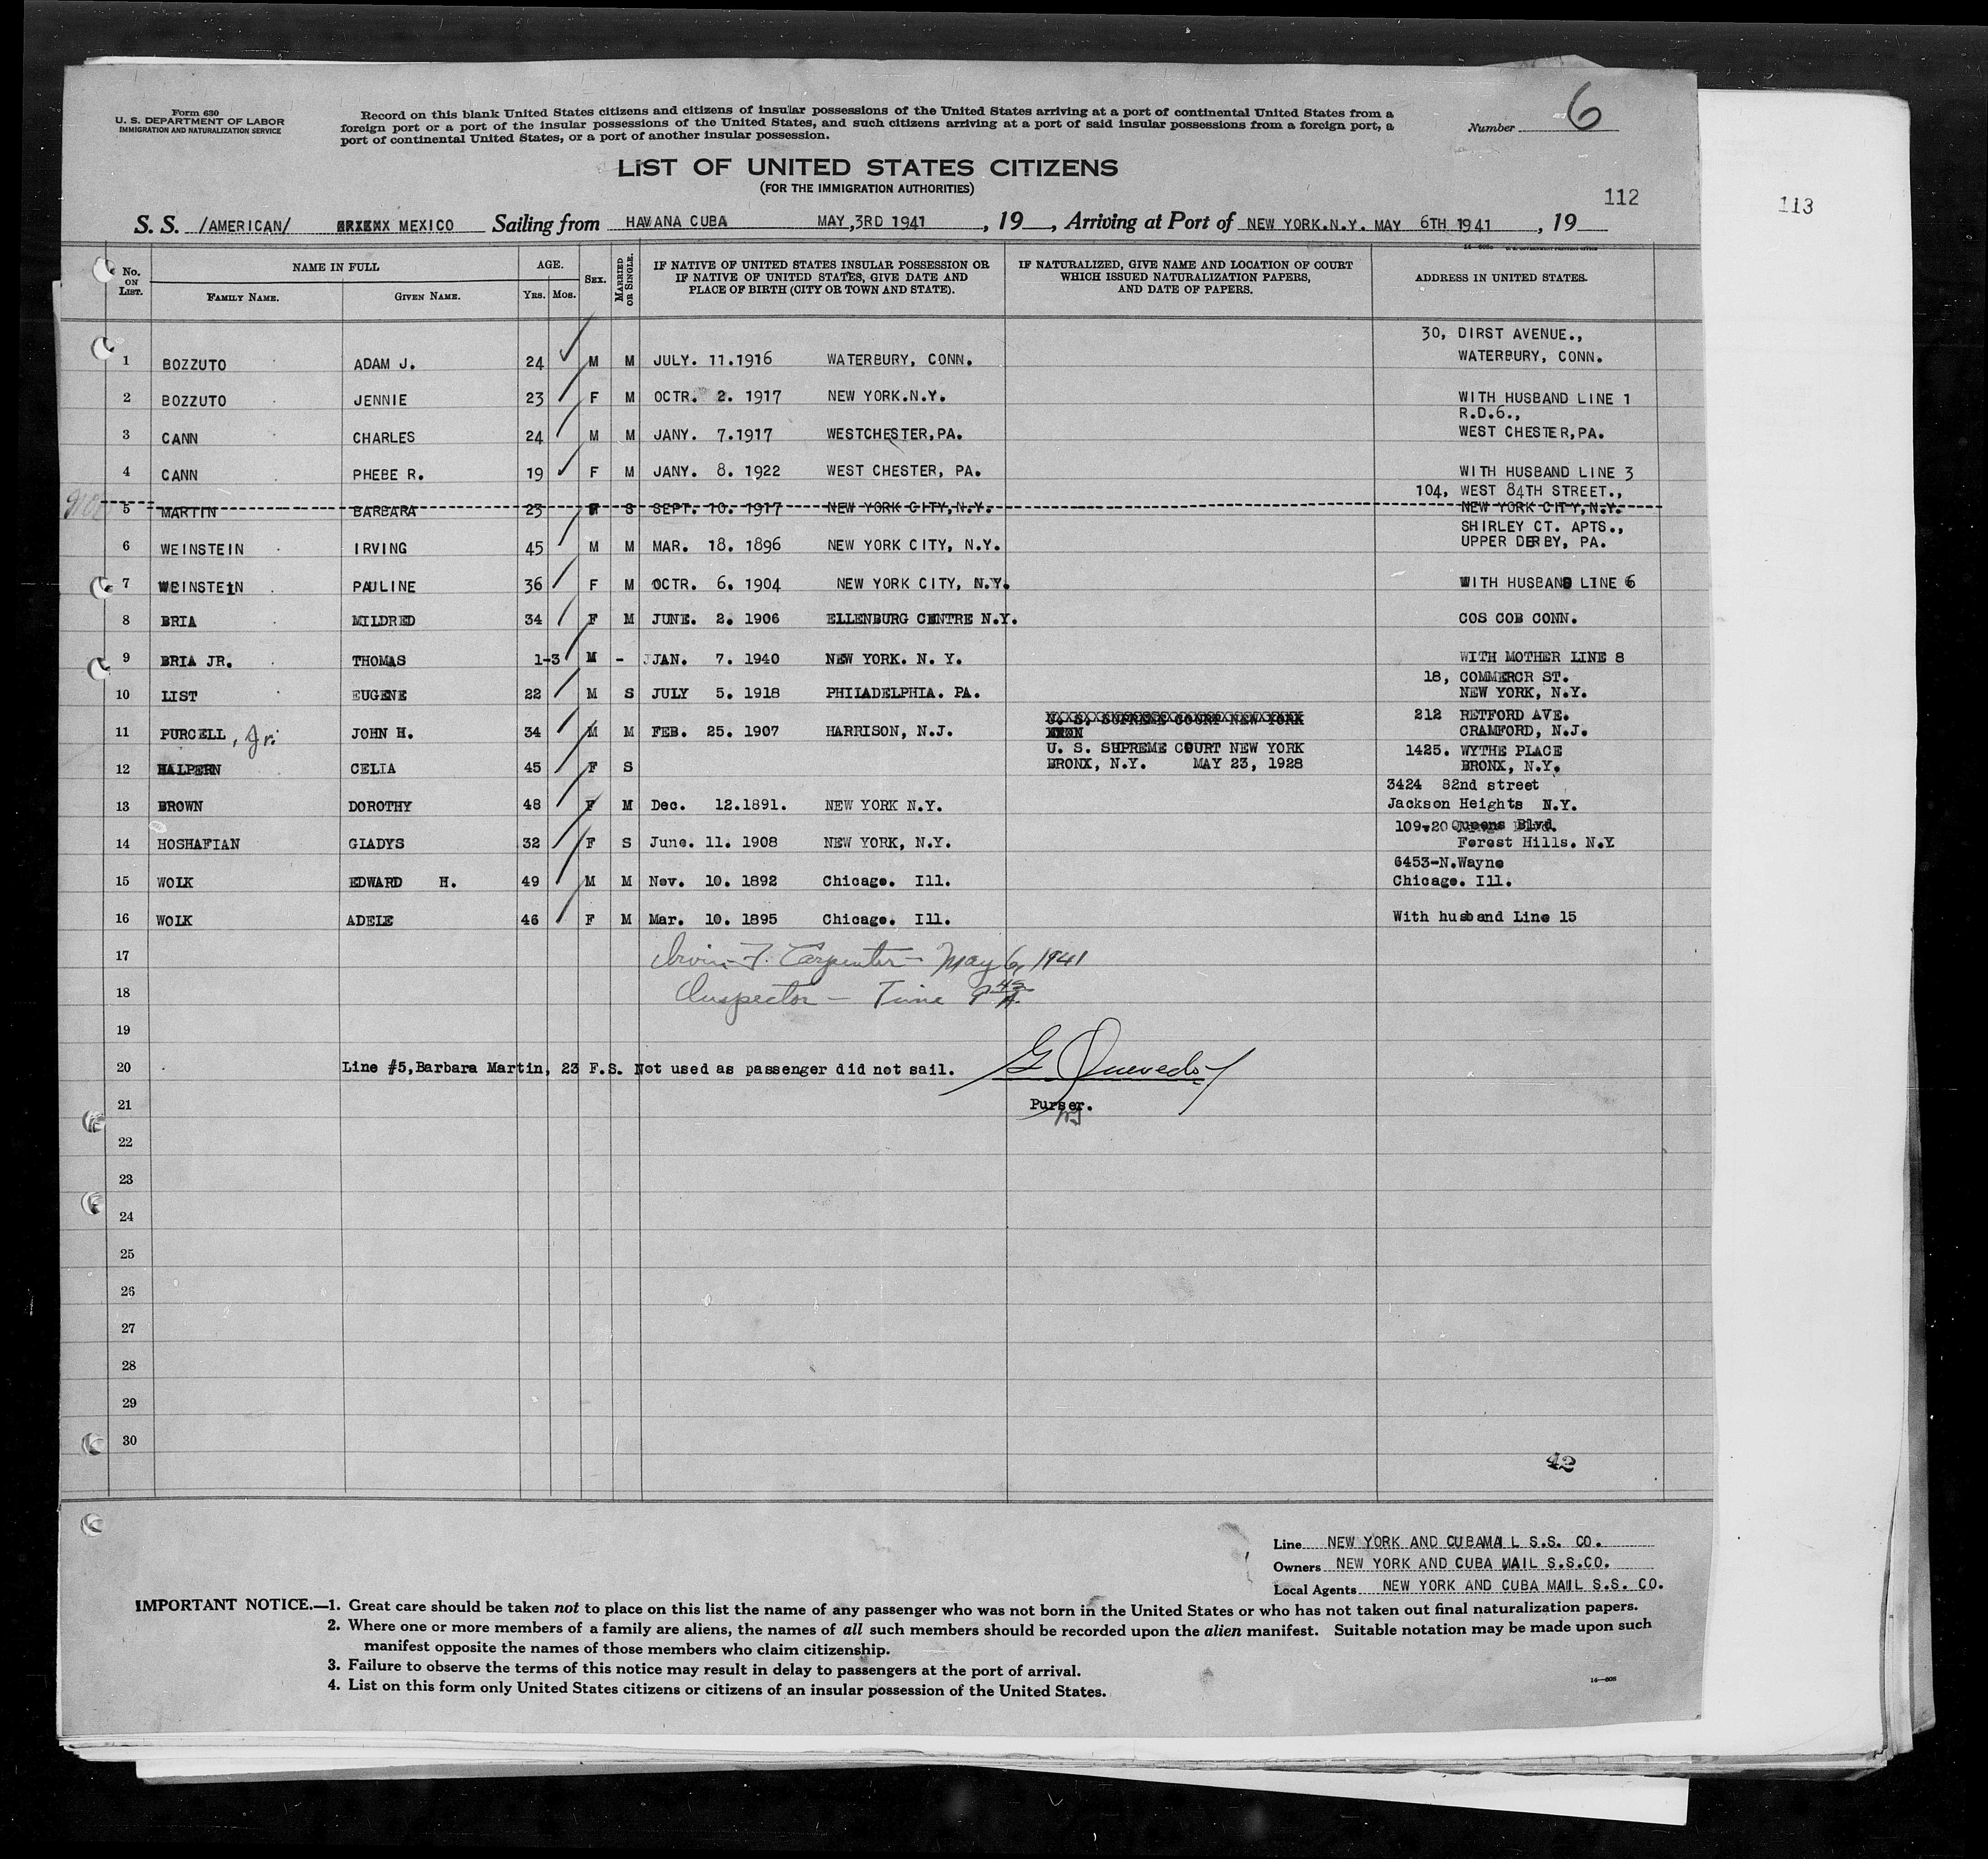 Form 630
U. S. DEPARTMENT OF LABOR
IMMIGRATION AND NATURALIZATION SERVICE
Record on this blank United States citizens and citizens of insular possessions of the United States arriving at a port of continental United States from a
foreign port or a port of the insular possessions of the United States, and such citizens arriving at a port of said insular possessions from a foreign port, a
port of continental United States, or a port of another insular possession.
Number 6
LIST OF UNITED STATES CITIZENS
(FOR THE IMMIGRATION AUTHORITIES)
112
113
S. S. /AMERICAN/ MEXICO Sailing from HAVANA CUBA MAY,3RD 1941 , 19 , Arriving at Port of NEW YORK.N.Y. MAY 6TH 1941 , 19
No. ON LIST. NAME IN FULL AGE. SEX. MARRIED OR SINGLE. IF NATIVE OF UNITED STATES INSULAR POSSESSION OR IF NATIVE OF UNITED STATES, GIVE DATE AND PLACE OF BIRTH (CITY OR TOWN AND STATE). IF NATURALIZED, GIVE NAME AND LOCATION OF COURT WHICH ISSUED NATURALIZATION PAPERS, AND DATE OF PAPERS. ADDRESS IN UNITED STATES.
FAMILY NAME. GIVEN NAME. YRS. MOS.
30, DIRST AVENUE.,
1 BOZZUTO ADAM J. 24 M M JULY. 11.1916 WATERBURY, CONN. WATERBURY, CONN.
2 BOZZUTO JENNIE 23 F M OCTR. 2. 1917 NEW YORK.N.Y. WITH HUSBAND LINE 1
R.D.6.,
3 CANN CHARLES 24 M M JANY. 7.1917 WESTCHESTER,PA. WEST CHESTER,PA.
4 CANN PHEBE R. 19 F M JANY. 8. 1922 WEST CHESTER, PA. WITH HUSBAND LINE 3
104, WEST 84TH STREET.,
5 MARTIN BARBARA 23 F S SEPT. 10. 1917 NEW YORK CITY,N.Y. NEW YORK CITY,N.Y.
SHIRLEY CT. APTS.,
6 WEINSTEIN IRVING 45 M M MAR. 18. 1896 NEW YORK CITY, N.Y. UPPER DERBY, PA.
7 WEINSTEIN PAULINE 36 F M OCTR. 6. 1904 NEW YORK CITY, N.Y. WITH HUSBAND LINE 6
8 BRIA MILDRED 34 F M JUNE. 2. 1906 ELLENBURG CENTRE N.Y. COS COB CONN.
9 BRIA JR. THOMAS 1-3 M - JAN. 7. 1940 NEW YORK. N. Y. WITH MOTHER LINE 8
18, COMMERCR ST.
10 LIST EUGENE 22 M S JULY 5. 1918 PHILADELPHIA. PA. NEW YORK, N.Y.
U. S. SUPREME COURT NEW YORK 212 RETFORD AVE.
11 PURCELL, Jr. JOHN H. 34 M M FEB. 25. 1907 HARRISON, N.J. CRAMFORD, N.J.
U. S. SUPREME COURT NEW YORK 1425. WYTHE PLACE
12 HALPERN CELIA 45 F S BRONX, N.Y. MAY 23, 1928 BRONX, N.Y.
3424 82nd street
13 BROWN DOROTHY 48 F M Dec. 12.1891. NEW YORK N.Y. Jackson Heights N.Y.
109-20 Queens Blvd.
14 HOSHAFIAN GLADYS 32 F S June. 11. 1908 NEW YORK, N.Y. Forest Hills. N.Y
6453-N.Wayne
15 WOLK EDWARD H. 49 M M Nov. 10. 1892 Chicago. Ill. Chicago. Ill.
16 WOLK ADELE 46 F M Mar. 10. 1895 Chicago. Ill. With husband Line 15
17 Irvin F. Carpenter - May 6, 1941
18 Inspector - Time 9 42 A
19
20 Line #5,Barbara Martin, 23 F.S. Not used as passenger did not sail. G Quevedo
21 Purser.
22
23
24
25
26
27
28
29
30
42
Line NEW YORK AND CUBAMAIL S.S. CO.
Owners NEW YORK AND CUBA MAIL S.S.CO.
Local Agents NEW YORK AND CUBA MAIL S.S. CO.
IMPORTANT NOTICE.—1. Great care should be taken not to place on this list the name of any passenger who was not born in the United States or who has not taken out final naturalization papers.
2. Where one or more members of a family are aliens, the names of all such members should be recorded upon the alien manifest. Suitable notation may be made upon such
manifest opposite the names of those members who claim citizenship.
3. Failure to observe the terms of this notice may result in delay to passengers at the port of arrival.
4. List on this form only United States citizens or citizens of an insular possession of the United States.